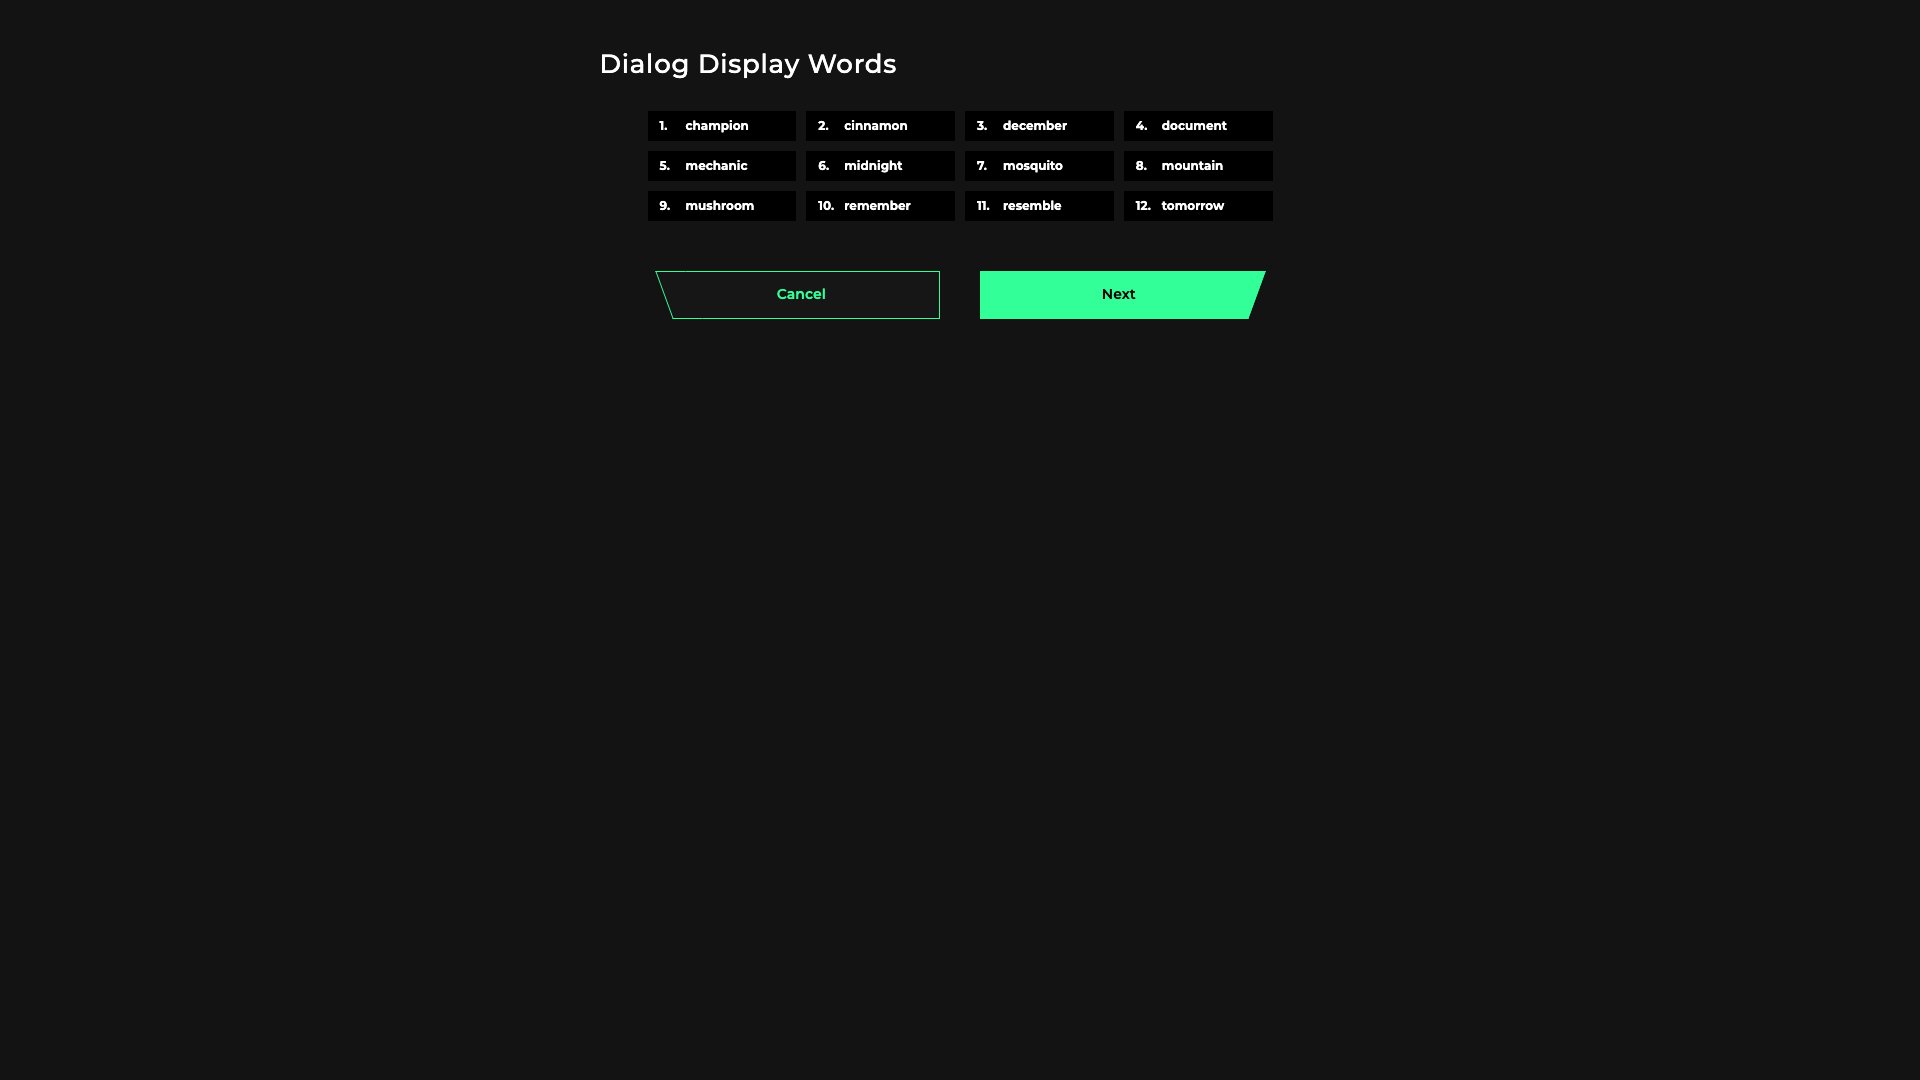 Dialog Display Words
1. champion 2. cinnamon 3. december 4. document
5. mechanic 6. midnight 7. mosquito 8. mountain
9. mushroom 10. remember 11. resemble 12. tomorrow
Cancel Next